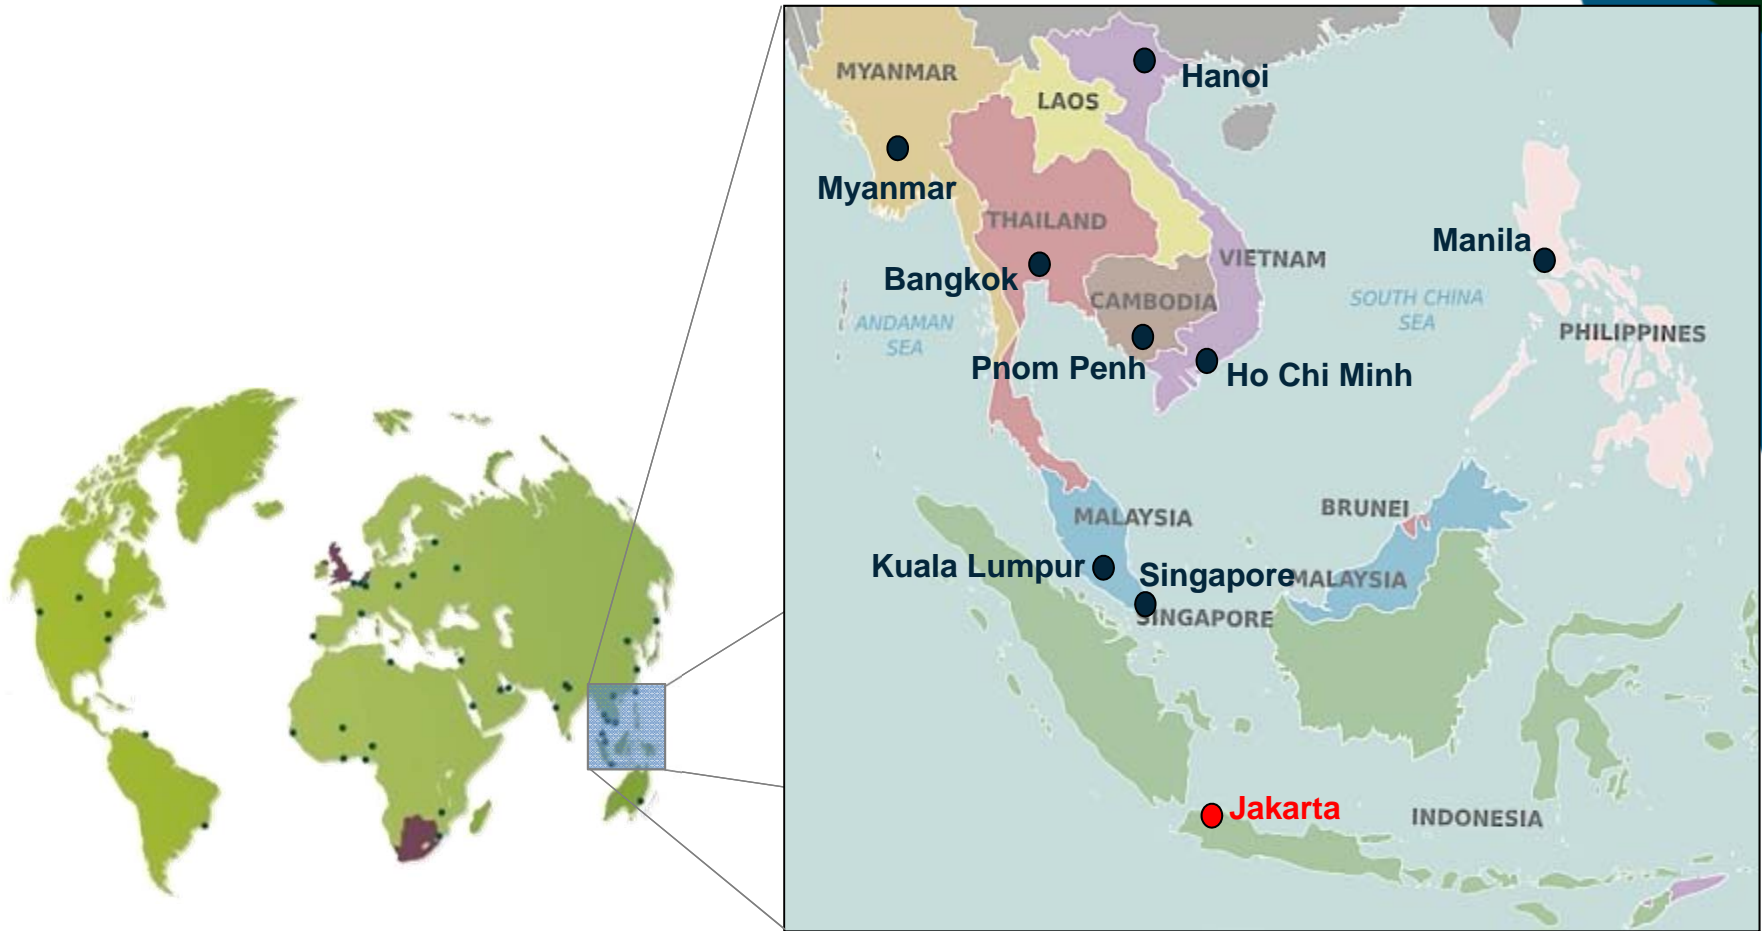 MYANMAR
Hanoi
LAOS
Myanmar
THAILAND
Manila
VIETNAM
Bangkok
CAMBODIA
SOUTH CHINA
SEA
ANDAMAN
SEA
PHILIPPINES
Pnom Penh
Ho Chi Minh
BRUNEI
MALAYSIA
Kuala Lumpur
Singapore
MALAYSIA
SINGAPORE
Jakarta
INDONESIA